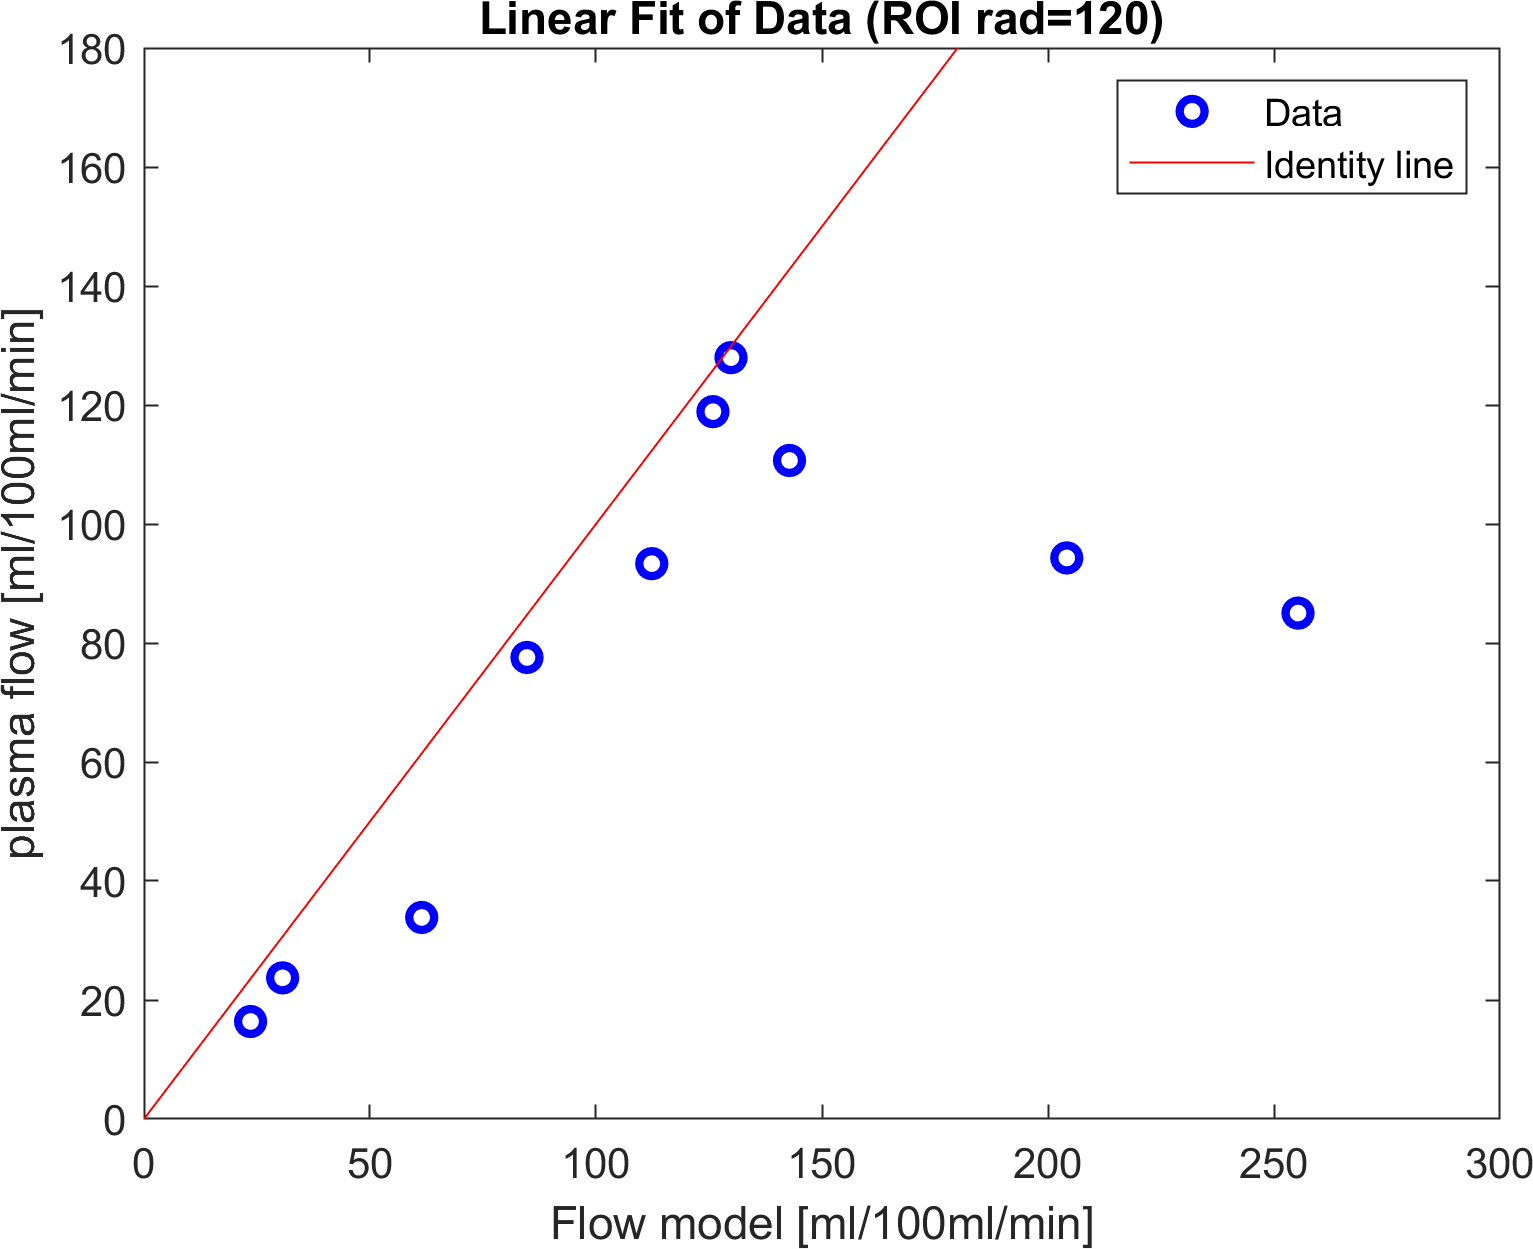 Linear Fit of Data (ROI rad=120)
180
160
140
120
100
80
60
40
20
0
plasma flow [ml/100ml/min]
Data
Identity line
0 50 100 150 200 250 300
Flow model [ml/100ml/min]